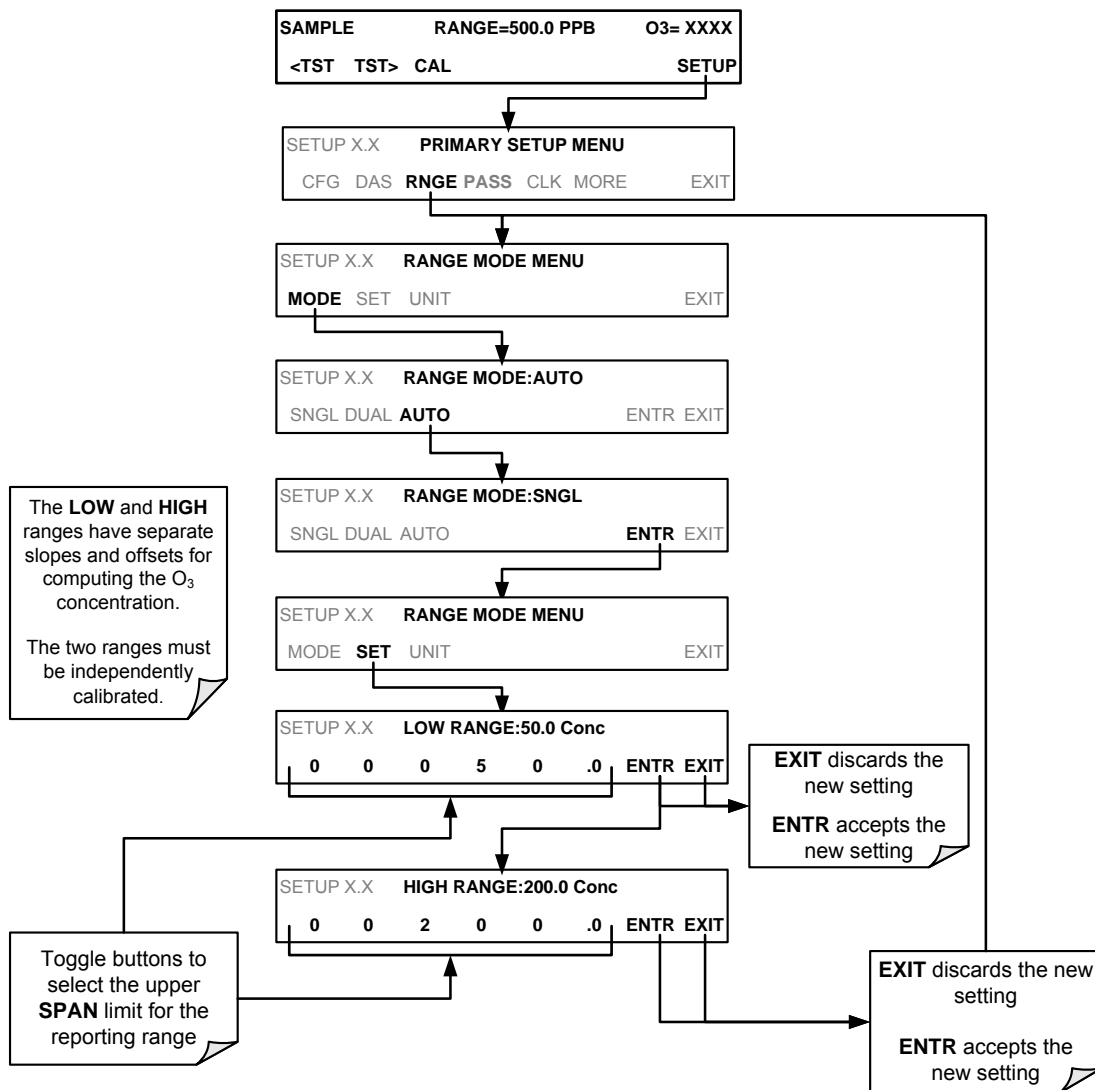 SAMPLE RANGE=500.0 PPB O3= XXXX
<TST TST> CAL SETUP
SETUP X.X PRIMARY SETUP MENU
CFG DAS RNGE PASS CLK MORE EXIT
SETUP X.X RANGE MODE MENU
MODE SET UNIT EXIT
SETUP X.X RANGE MODE:AUTO
SNGL DUAL AUTO ENTR EXIT
SETUP X.X RANGE MODE:SNGL
SNGL DUAL AUTO ENTR EXIT
The LOW and HIGH
ranges have separate
slopes and offsets for
computing the O₃
concentration.
The two ranges must
be independently
calibrated.
SETUP X.X RANGE MODE MENU
MODE SET UNIT EXIT
SETUP X.X LOW RANGE:50.0 Conc
0 0 0 5 0 .0 ENTR EXIT
EXIT discards the
new setting
ENTR accepts the
new setting
SETUP X.X HIGH RANGE:200.0 Conc
0 0 2 0 0 .0 ENTR EXIT
Toggle buttons to
select the upper
SPAN limit for the
reporting range
EXIT discards the new
setting
ENTR accepts the
new setting